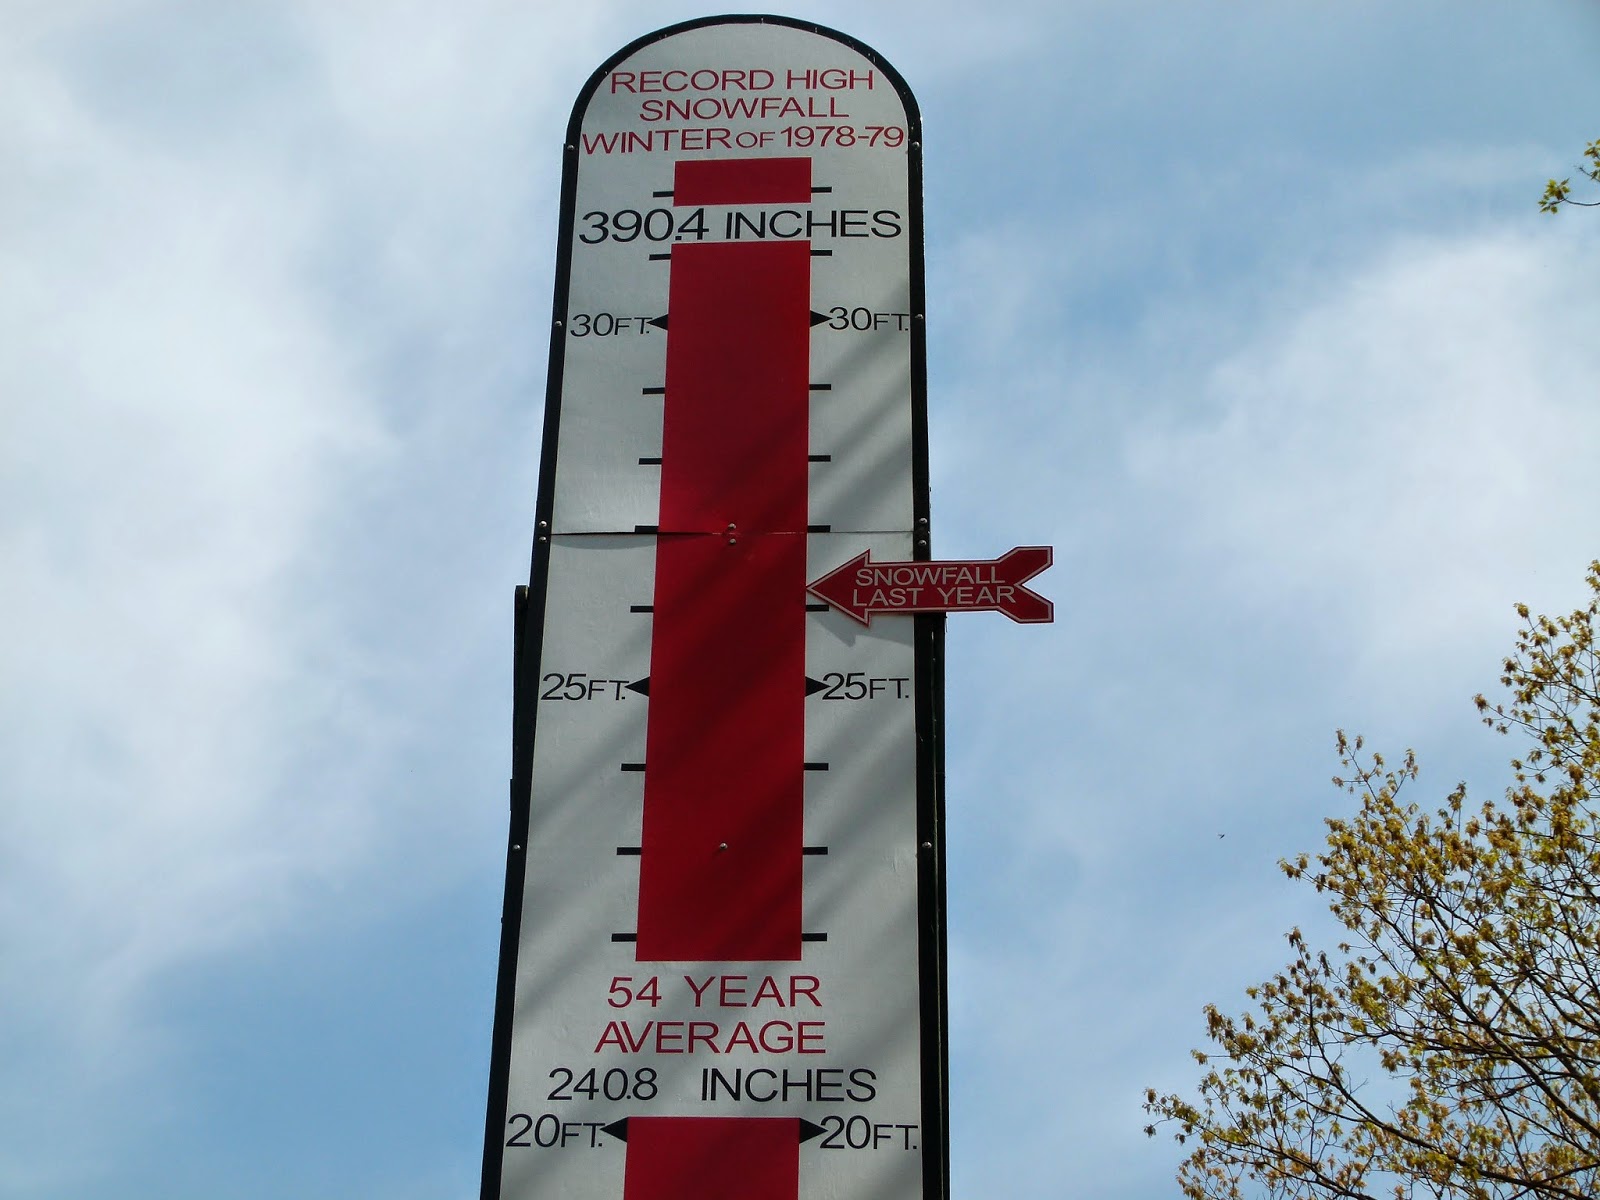 RECORD HIGH
SNOWFALL
WINTER OF 1978-79
390.4 INCHES
30FT. 30FT.
SNOWFALL
LAST YEAR
25FT. 25FT.
54 YEAR
AVERAGE
240.8 INCHES
20FT. 20FT.